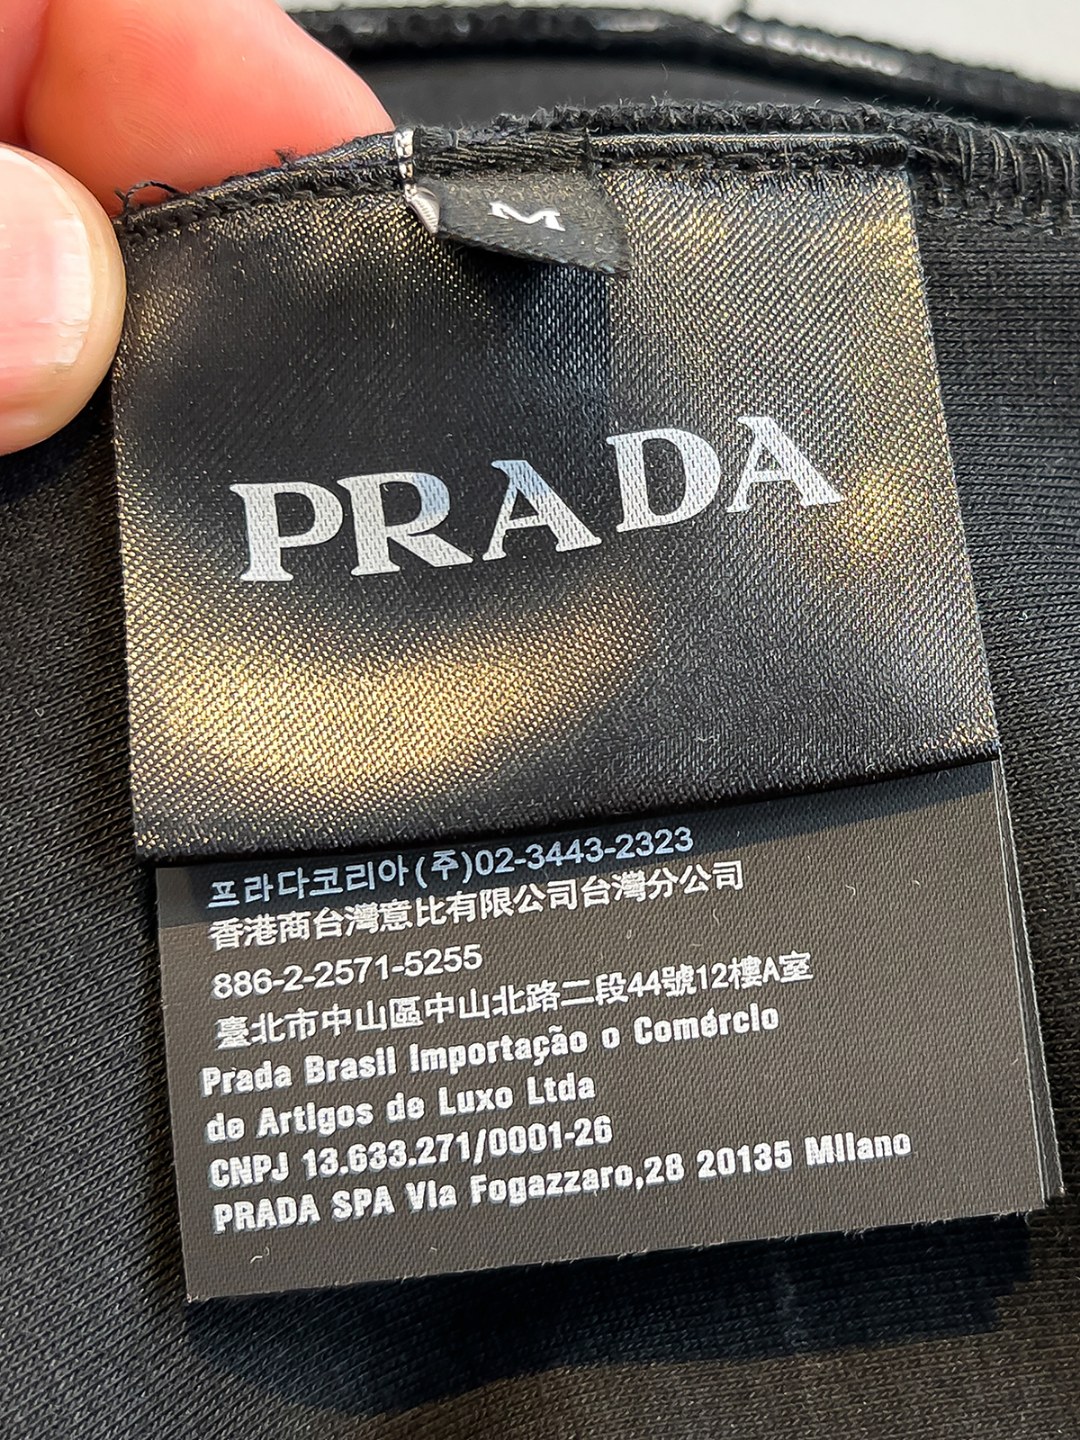 M
PRADA
프라다코리아(주)02-3443-2323
香港商台灣意比有限公司台灣分公司
886-2-2571-5255
臺北市中山區中山北路二段44號12樓A室
Prada Brasil Importação o Comércio
de Artigos de Luxo Ltda
CNPJ 13.633.271/0001-26
PRADA SPA Via Fogazzaro,28 20135 Milano